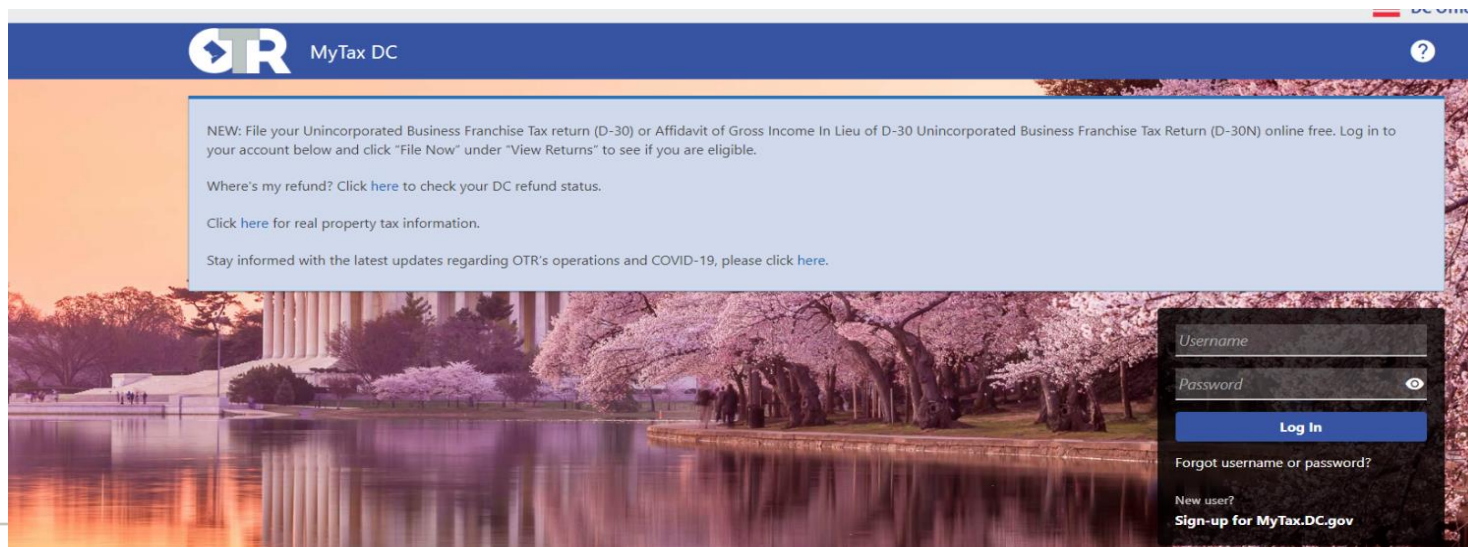 OTR MyTax DC ?
NEW: File your Unincorporated Business Franchise Tax return (D-30) or Affidavit of Gross Income In Lieu of D-30 Unincorporated Business Franchise Tax Return (D-30N) online free. Log in to
your account below and click "File Now" under "View Returns" to see if you are eligible.
Where's my refund? Click here to check your DC refund status.
Click here for real property tax information.
Stay informed with the latest updates regarding OTR's operations and COVID-19, please click here.
Username
Password
Log In
Forgot username or password?
New user?
Sign-up for MyTax.DC.gov